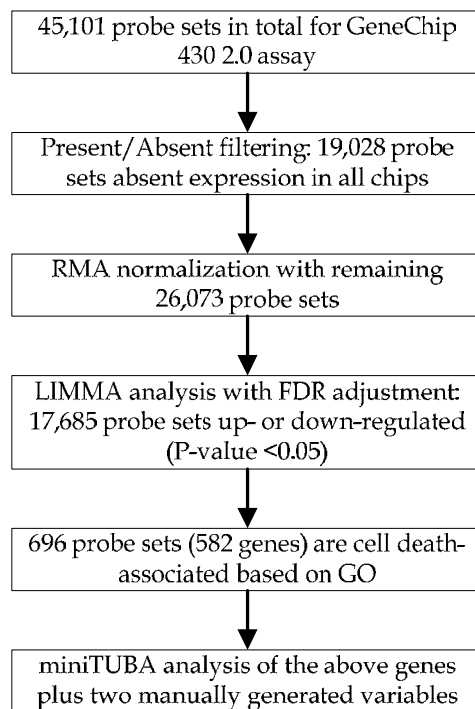 45,101 probe sets in total for GeneChip
430 2.0 assay
Present/Absent filtering: 19,028 probe
sets absent expression in all chips
RMA normalization with remaining
26,073 probe sets
LIMMA analysis with FDR adjustment:
17,685 probe sets up- or down-regulated
(P-value <0.05)
696 probe sets (582 genes) are cell death-
associated based on GO
miniTUBA analysis of the above genes
plus two manually generated variables